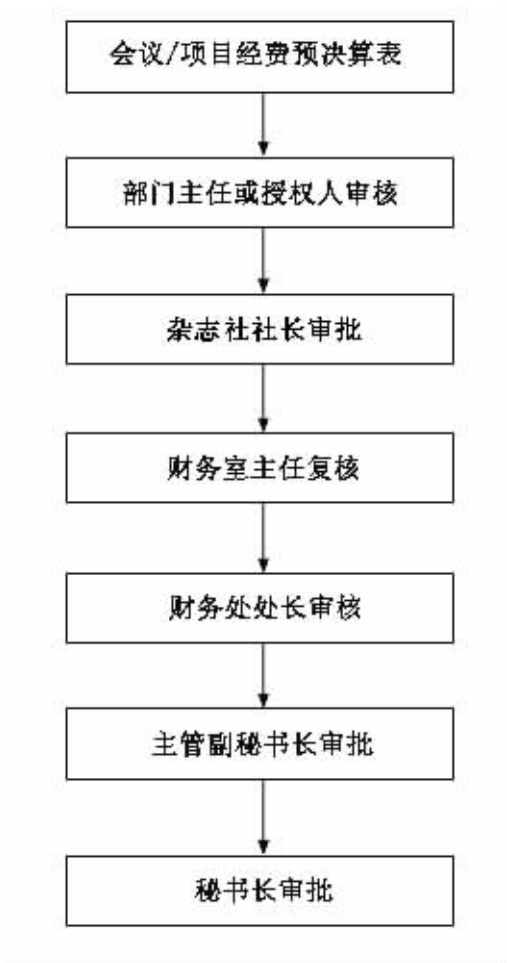 会议/项目经费预决算表
部门主任或授权人审核
杂志社社长审批
财务室主任复核
财务处处长审核
主管副秘书长审批
秘书长审批